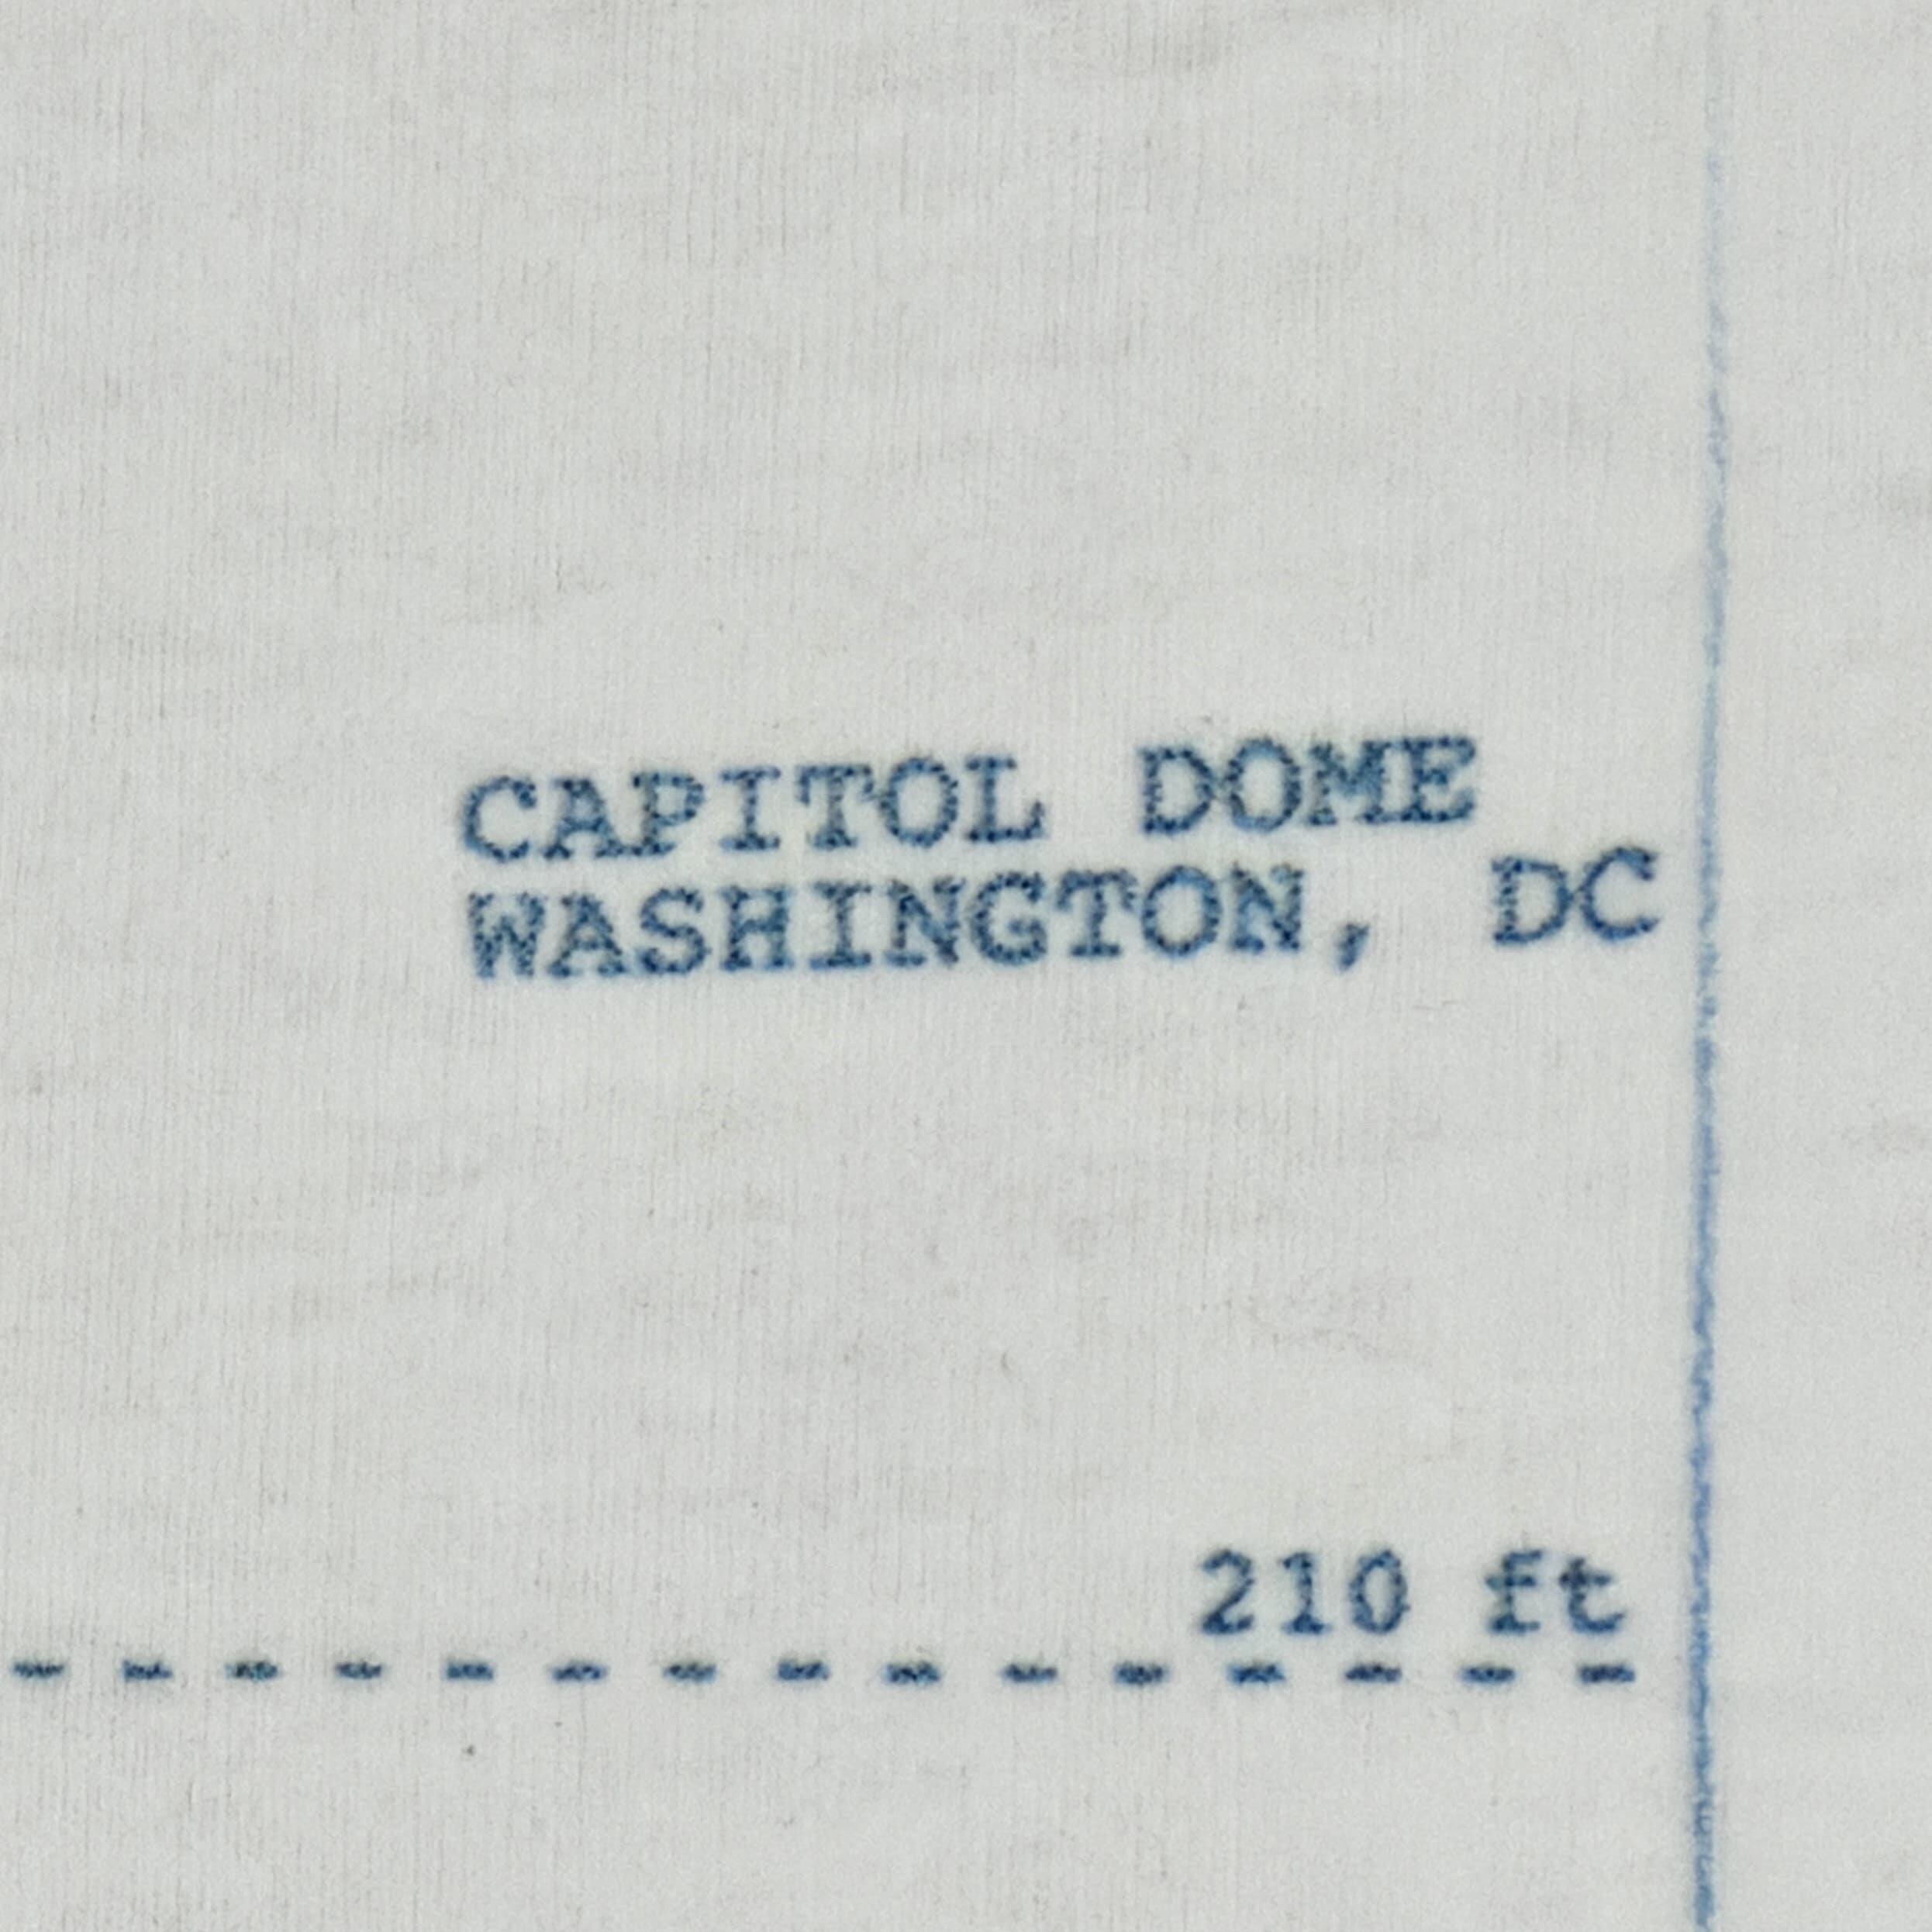 CAPITOL DOME
WASHINGTON, DC
210 ft